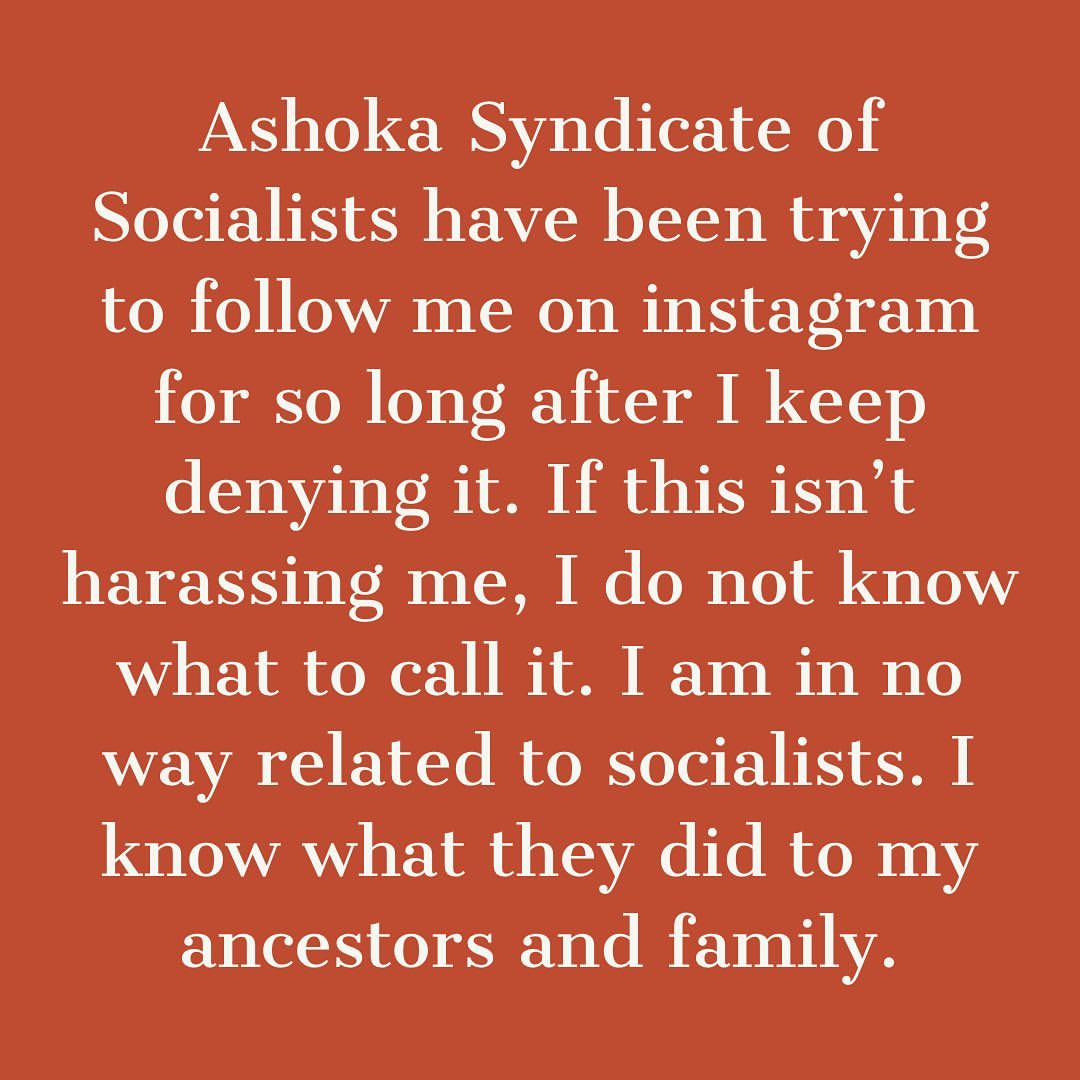 Ashoka Syndicate of
Socialists have been trying
to follow me on instagram
for so long after I keep
denying it. If this isn’t
harassing me, I do not know
what to call it. I am in no
way related to socialists. I
know what they did to my
ancestors and family.